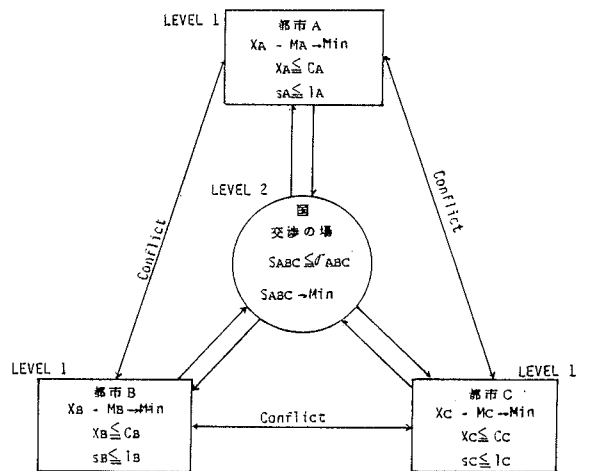 LEVEL 1
都市 A
XA - MA →Min
XA ≦ CA
sA ≦ lA
Conflict
Conflict
LEVEL 2
国
交渉の場
SABC ≦ σABC
SABC →Min
LEVEL 1
都市 B
XB - MB →Min
XB ≦ CB
sB ≦ lB
Conflict
LEVEL 1
都市 C
XC - MC →Min
XC ≦ CC
sC ≦ lC